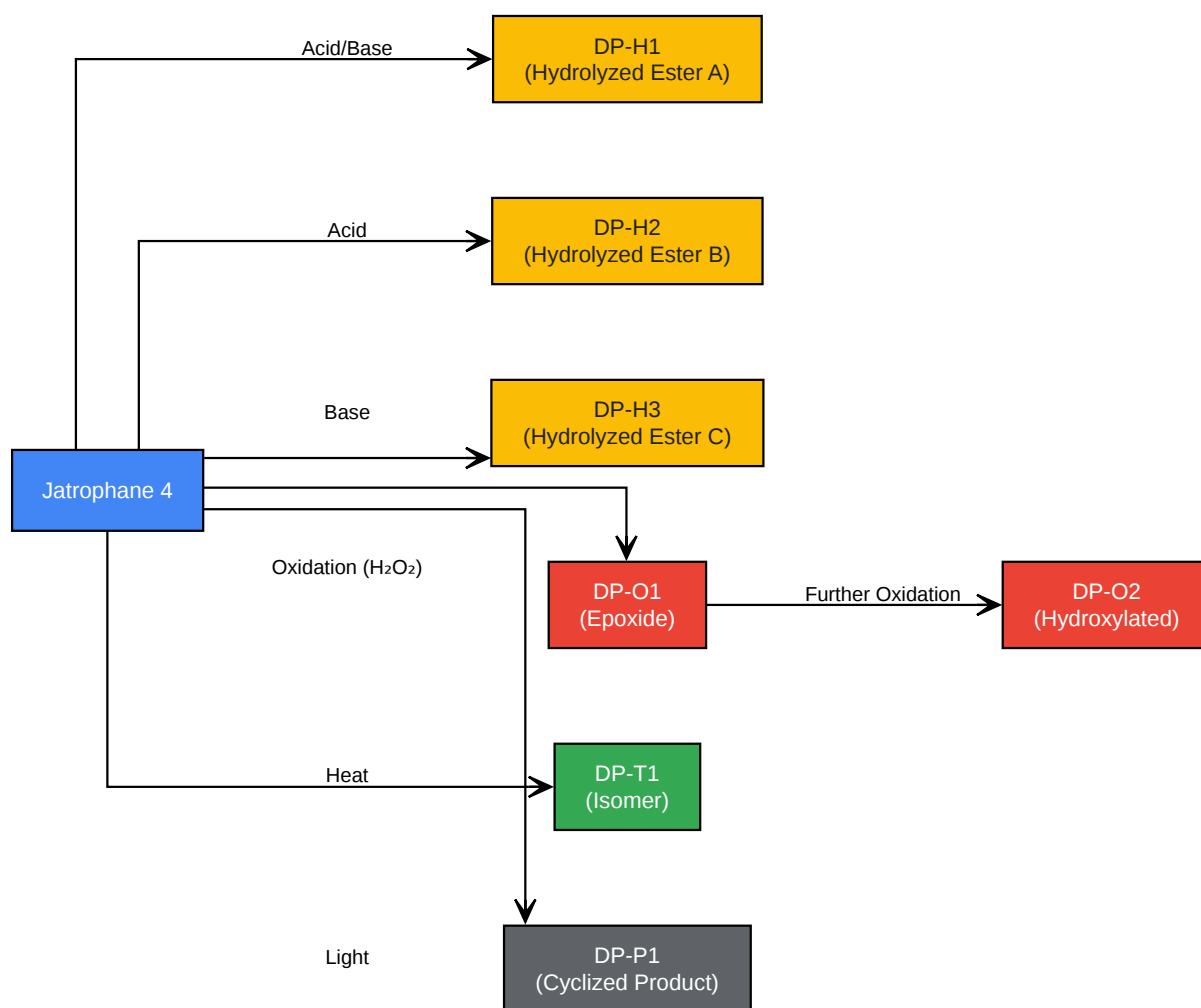 Acid/Base
DP-H1
(Hydrolyzed Ester A)
Acid
DP-H2
(Hydrolyzed Ester B)
Base
DP-H3
(Hydrolyzed Ester C)
Jatrophane 4
Oxidation (H₂O₂)
DP-O1
(Epoxide)
Further Oxidation
DP-O2
(Hydroxylated)
Heat
DP-T1
(Isomer)
Light
DP-P1
(Cyclized Product)